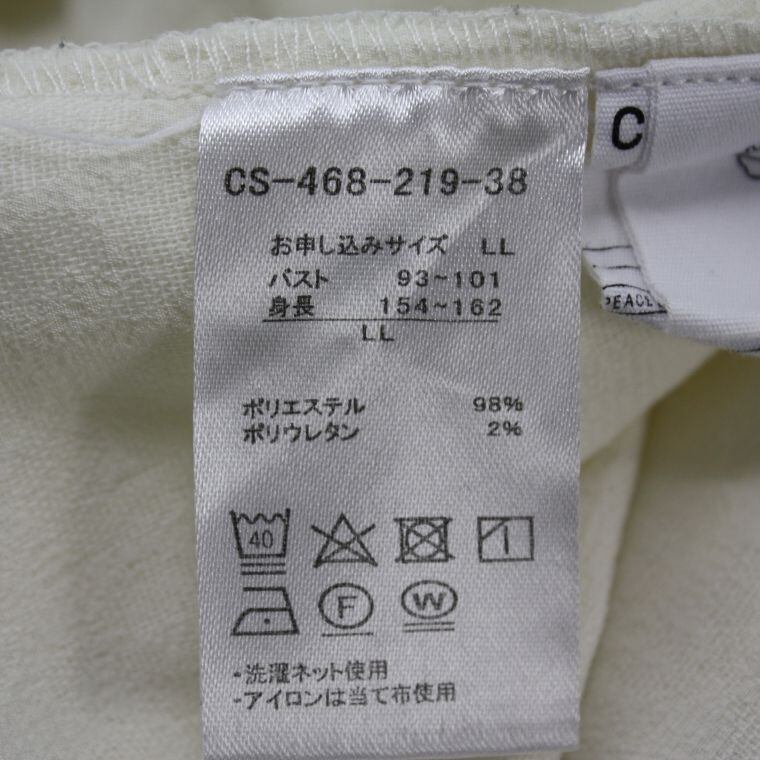 CS-468-219-38
お申し込みサイズ LL
バスト 93~101
身長 154~162
LL
ポリエステル 98%
ポリウレタン 2%
40
F
W
・洗濯ネット使用
・アイロンは当て布使用
C
PEACE